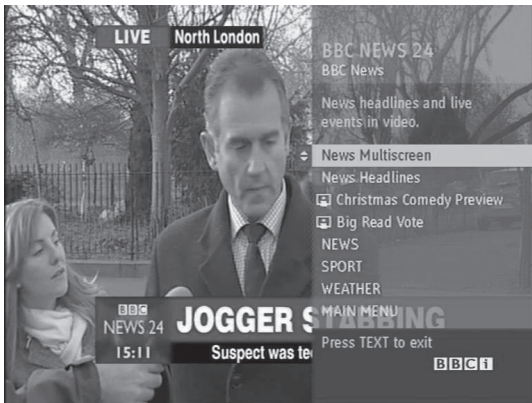 LIVE North London
BBC NEWS 24
BBC News
News headlines and live
events in video.
News Multiscreen
News Headlines
Christmas Comedy Preview
Big Read Vote
NEWS
SPORT
WEATHER
MAIN MENU
Press TEXT to exit
BBCi
BBC
NEWS 24
15:11
JOGGER STABBING
Suspect was